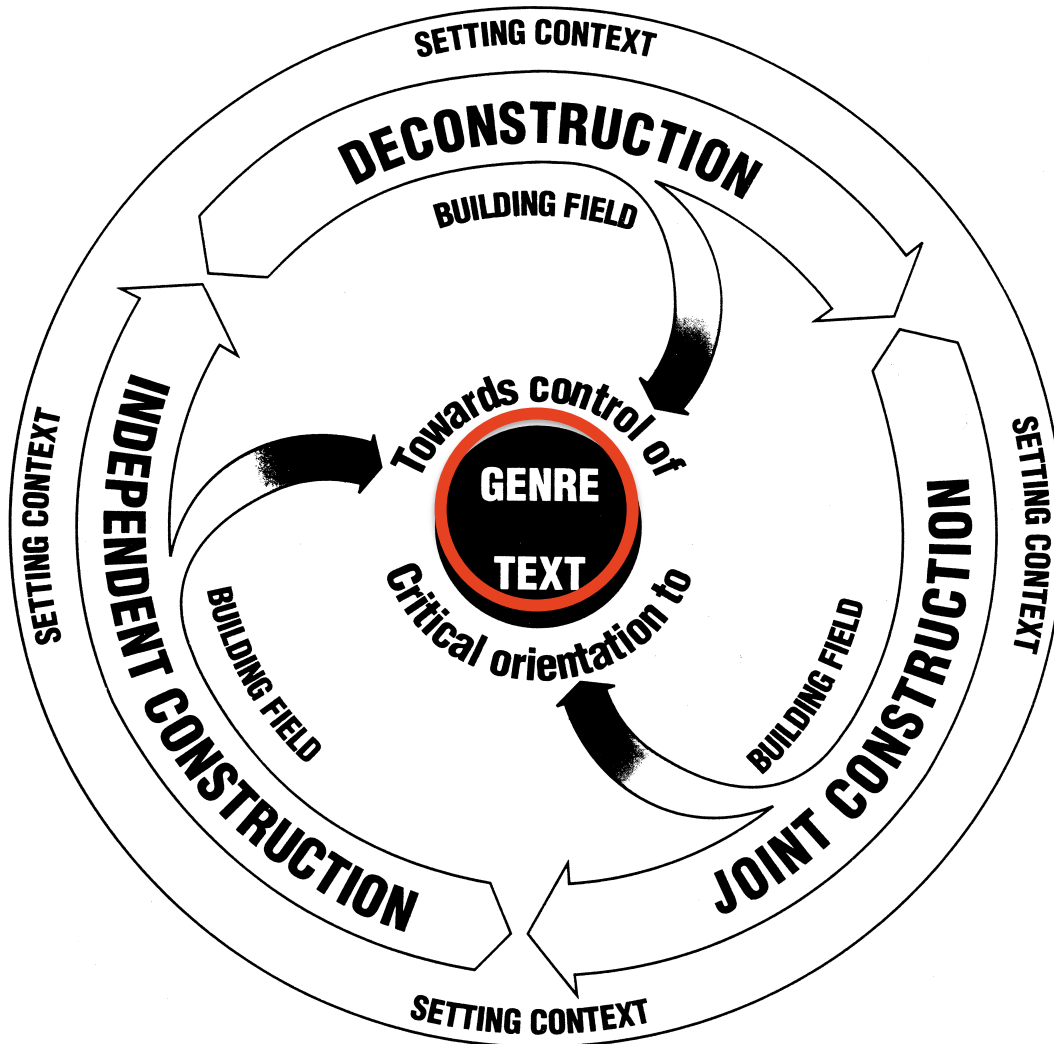 SETTING CONTEXT
DECONSTRUCTION
BUILDING FIELD
Towards control of
GENRE
TEXT
Critical orientation to
SETTING CONTEXT
JOINT CONSTRUCTION
BUILDING FIELD
SETTING CONTEXT
INDEPENDENT CONSTRUCTION
BUILDING FIELD
SETTING CONTEXT